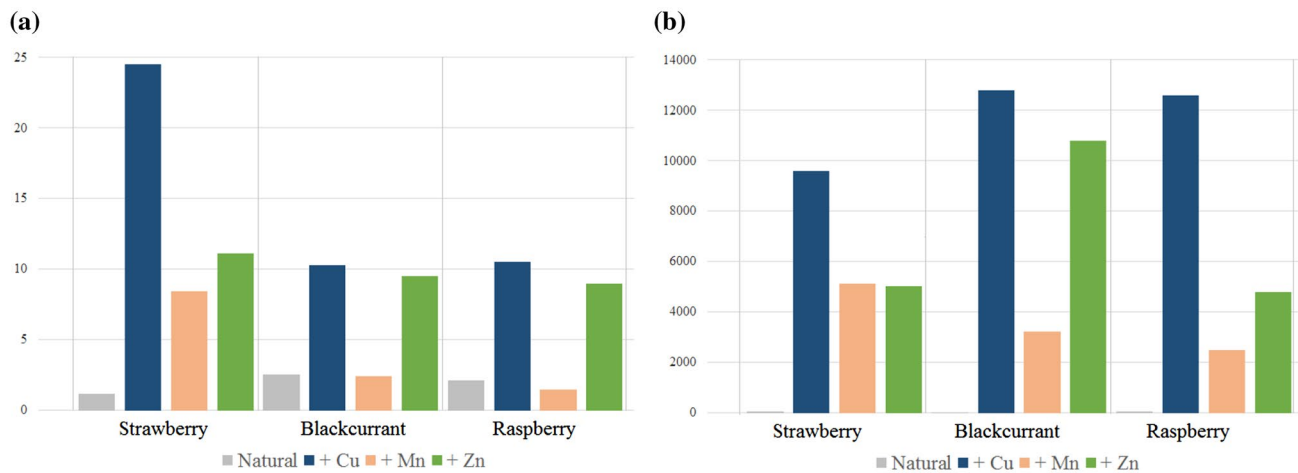 (a)
25
20
15
10
5
0
Strawberry Blackcurrant Raspberry
Natural + Cu + Mn + Zn
(b)
14000
12000
10000
8000
6000
4000
2000
0
Strawberry Blackcurrant Raspberry
Natural + Cu + Mn + Zn